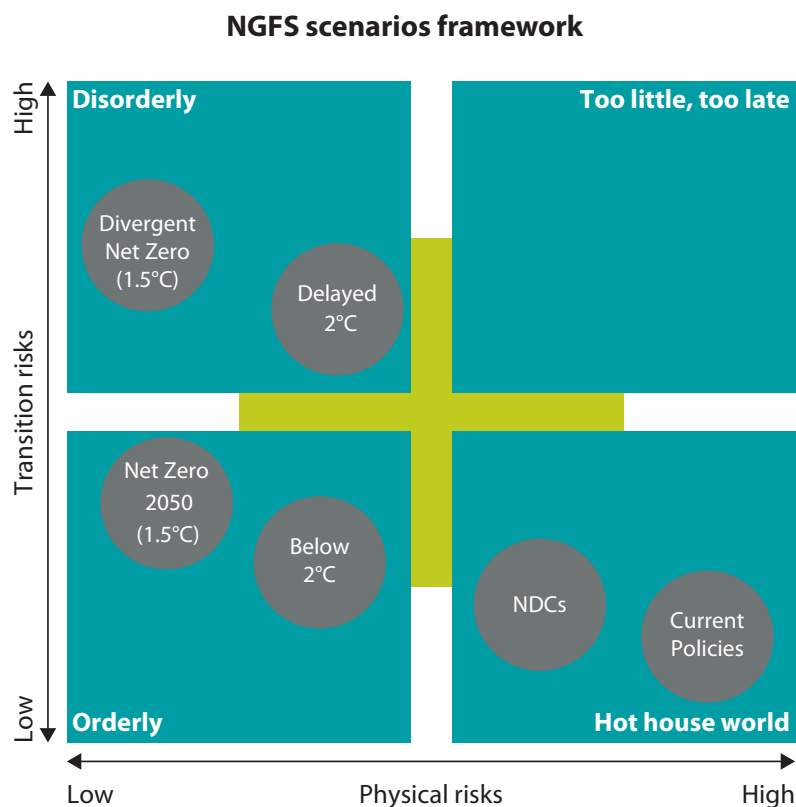 NGFS scenarios framework
High
Disorderly
Too little, too late
Divergent
Net Zero
(1.5°C)
Delayed
2°C
Transition risks
Net Zero
2050
(1.5°C)
Below
2°C
NDCs
Current
Policies
Low
Orderly
Hot house world
Low
Physical risks
High